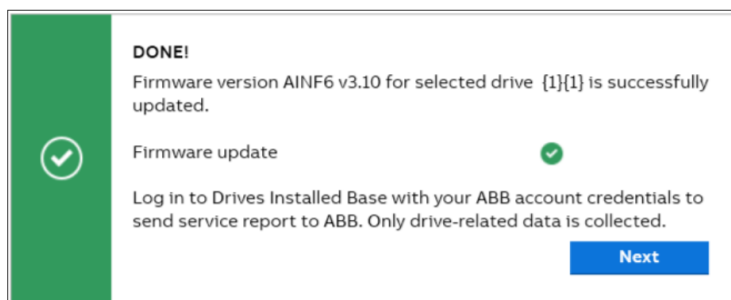 DONE!
Firmware version AINF6 v3.10 for selected drive {1}{1} is successfully
updated.
Firmware update
Log in to Drives Installed Base with your ABB account credentials to
send service report to ABB. Only drive-related data is collected.
Next